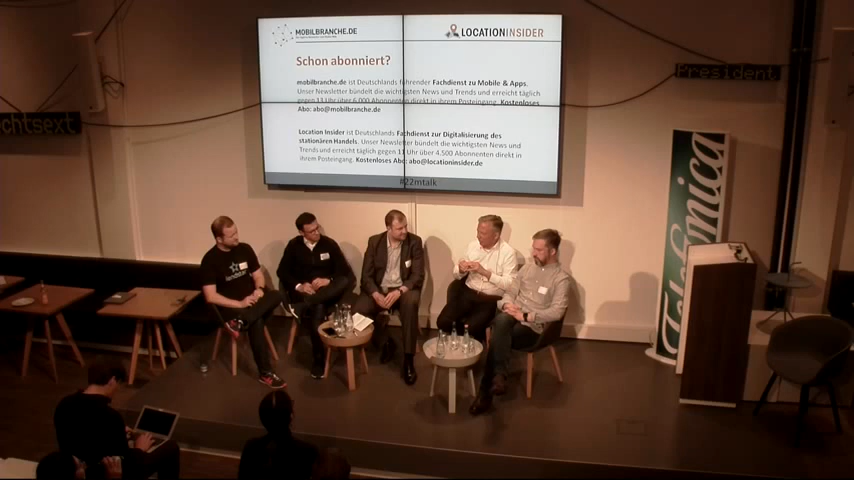 MOBILBRANCHE.DE
LOCATIONINSIDER
Schon abonniert?
mobilbranche.de ist Deutschlands führender Fachdienst zu Mobile & Apps.
Unser Newsletter bündelt die wichtigsten News und Trends und erreicht täglich
gegen 11 Uhr über 6.000 Abonnenten direkt in ihrem Posteingang. Kostenloses
Abo: abo@mobilbranche.de
Location Insider ist Deutschlands Fachdienst zur Digitalisierung des
stationären Handels. Unser Newsletter bündelt die wichtigsten News und
Trends und erreicht täglich gegen 11 Uhr über 4.500 Abonnenten direkt in
ihrem Posteingang. Kostenloses Abo: abo@locationinsider.de
#22mtalk
President
chtsext
Telefónica